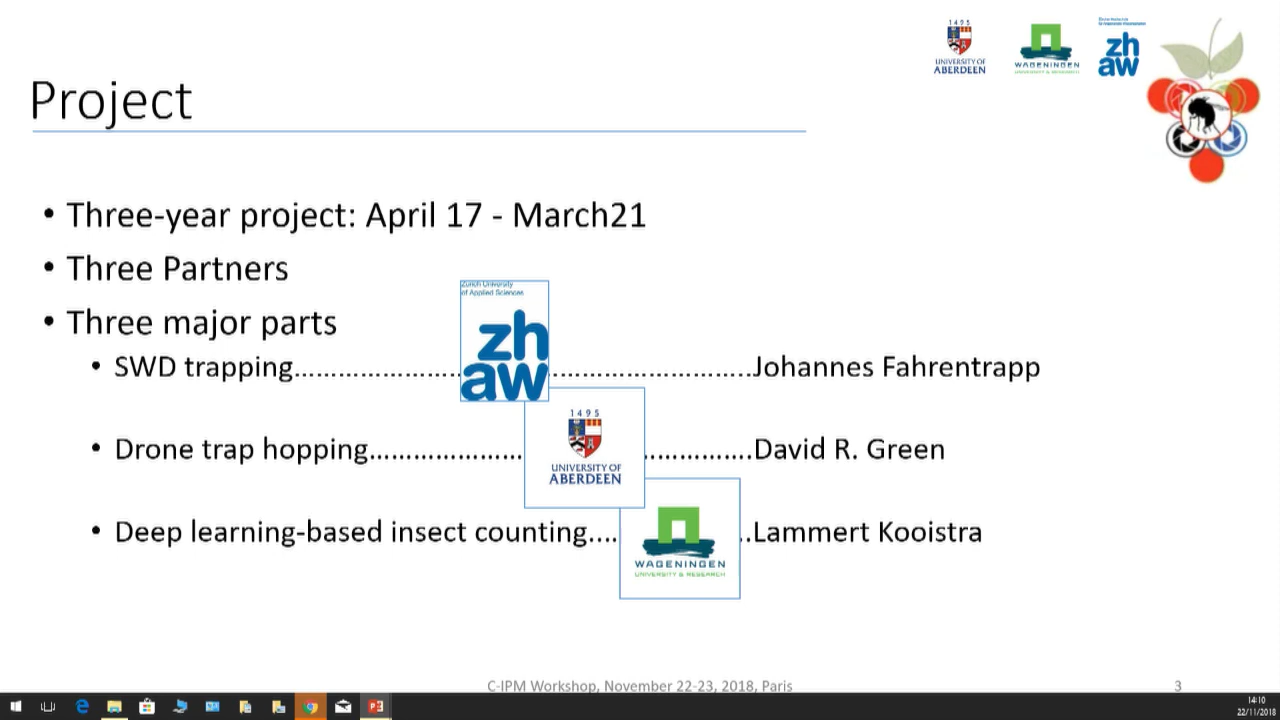 1495
UNIVERSITY OF
ABERDEEN
WAGENINGEN
UNIVERSITY & RESEARCH
zh
aw
Project
• Three-year project: April 17 - March21
• Three Partners
• Three major parts
Zurich University
of Applied Sciences
zh
aw
• SWD trapping............................................................Johannes Fahrentrapp
1495
UNIVERSITY OF
ABERDEEN
• Drone trap hopping....................................David R. Green
• Deep learning-based insect counting......Lammert Kooistra
WAGENINGEN
UNIVERSITY & RESEARCH
C-IPM Workshop, November 22-23, 2018, Paris
3
14:10
22/11/2018